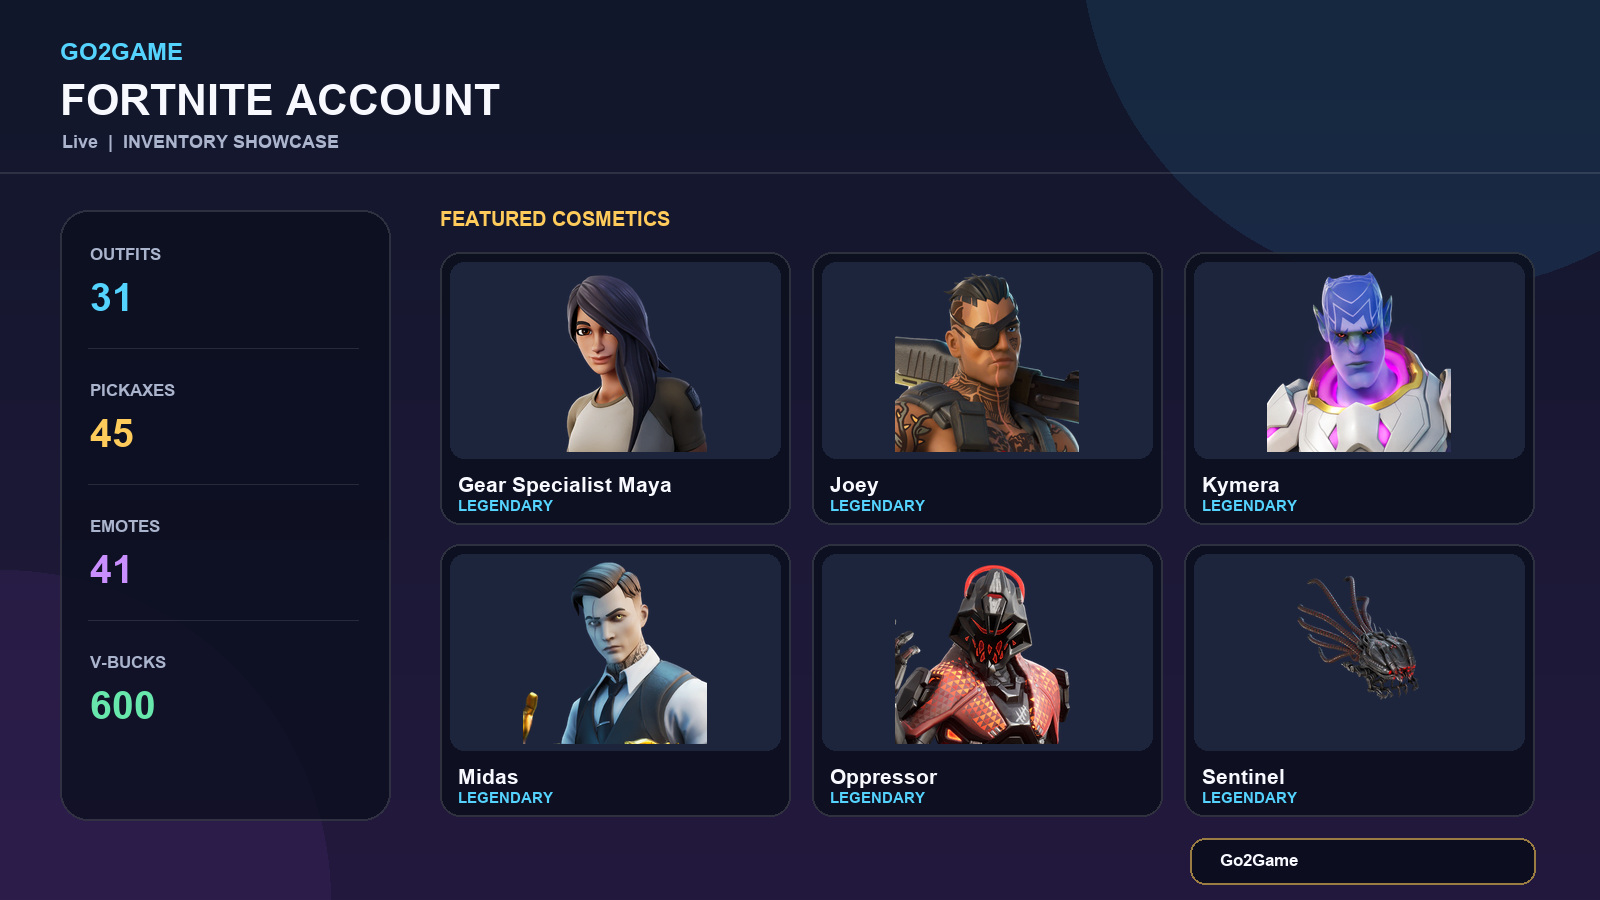 GO2GAME
FORTNITE ACCOUNT
Live | INVENTORY SHOWCASE
OUTFITS
31
PICKAXES
45
EMOTES
41
V-BUCKS
600
FEATURED COSMETICS
Gear Specialist Maya
LEGENDARY
Joey
LEGENDARY
Kymera
LEGENDARY
Midas
LEGENDARY
Oppressor
LEGENDARY
Sentinel
LEGENDARY
Go2Game